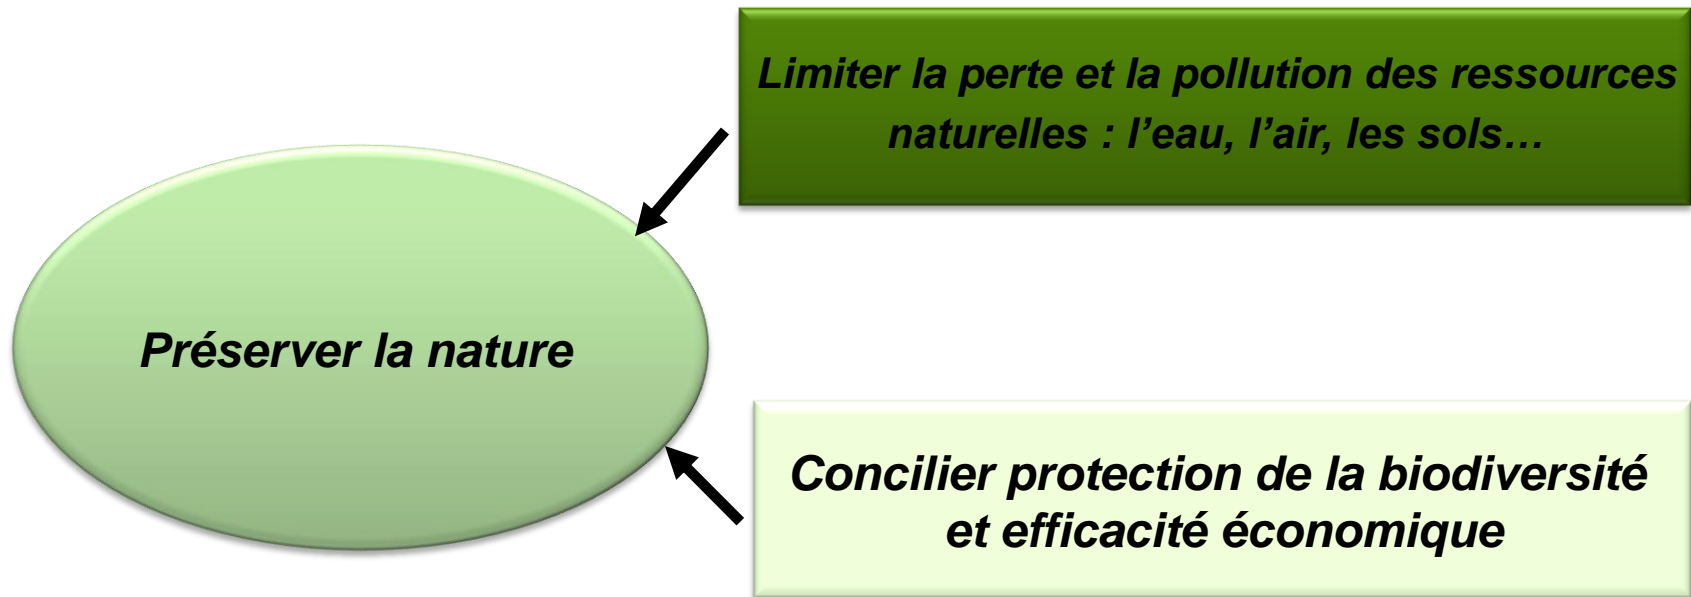 Limiter la perte et la pollution des ressources
naturelles : l’eau, l’air, les sols…
Préserver la nature
Concilier protection de la biodiversité
et efficacité économique